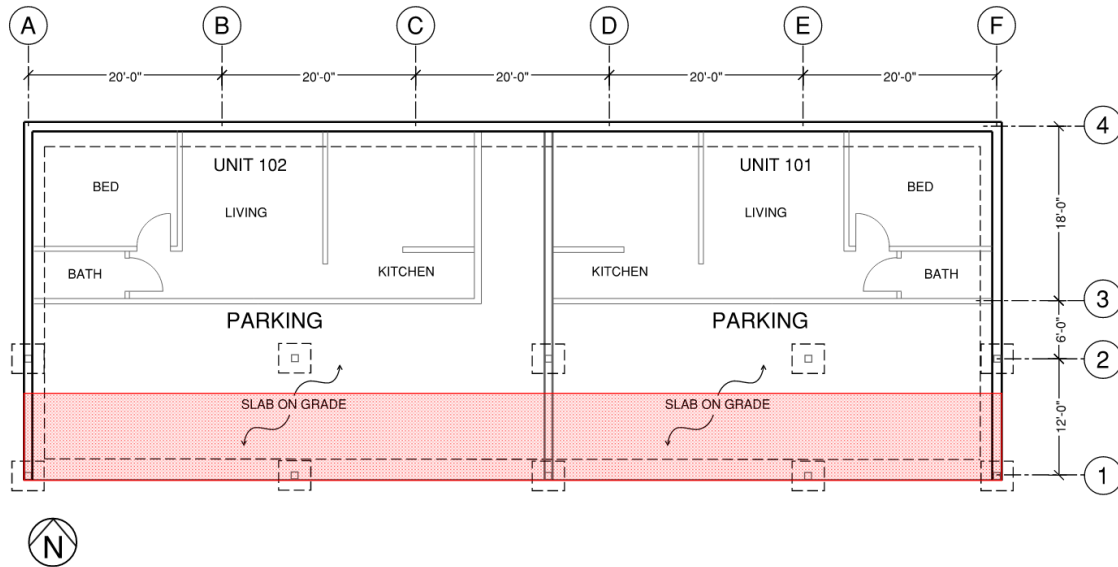 A B C D E F
20'-0" 20'-0" 20'-0" 20'-0" 20'-0"
4
UNIT 102 UNIT 101
BED BED
LIVING LIVING
18'-0"
BATH KITCHEN KITCHEN BATH
3
PARKING PARKING
6'-0"
2
SLAB ON GRADE SLAB ON GRADE
12'-0"
1
N